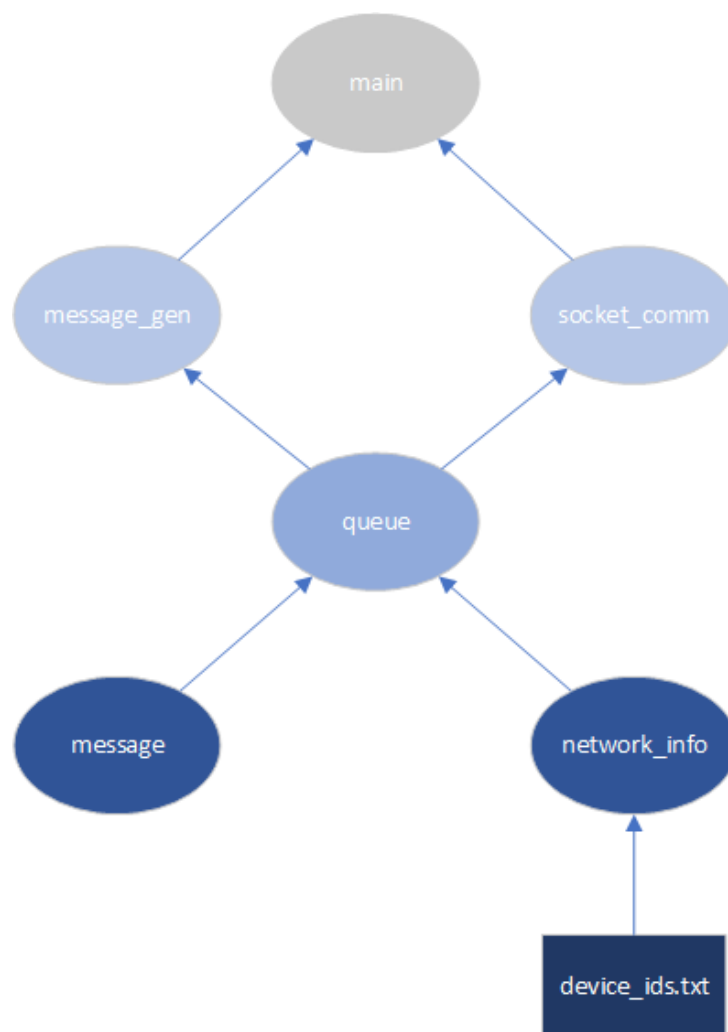 main
message_gen
socket_comm
queue
message
network_info
device_ids.txt